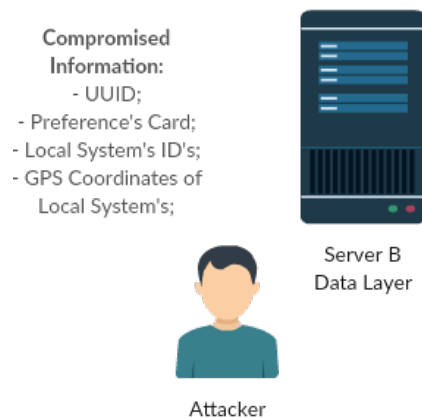 Compromised
Information:
- UUID;
- Preference's Card;
- Local System's ID's;
- GPS Coordinates of
Local System's;
Server B
Data Layer
Attacker